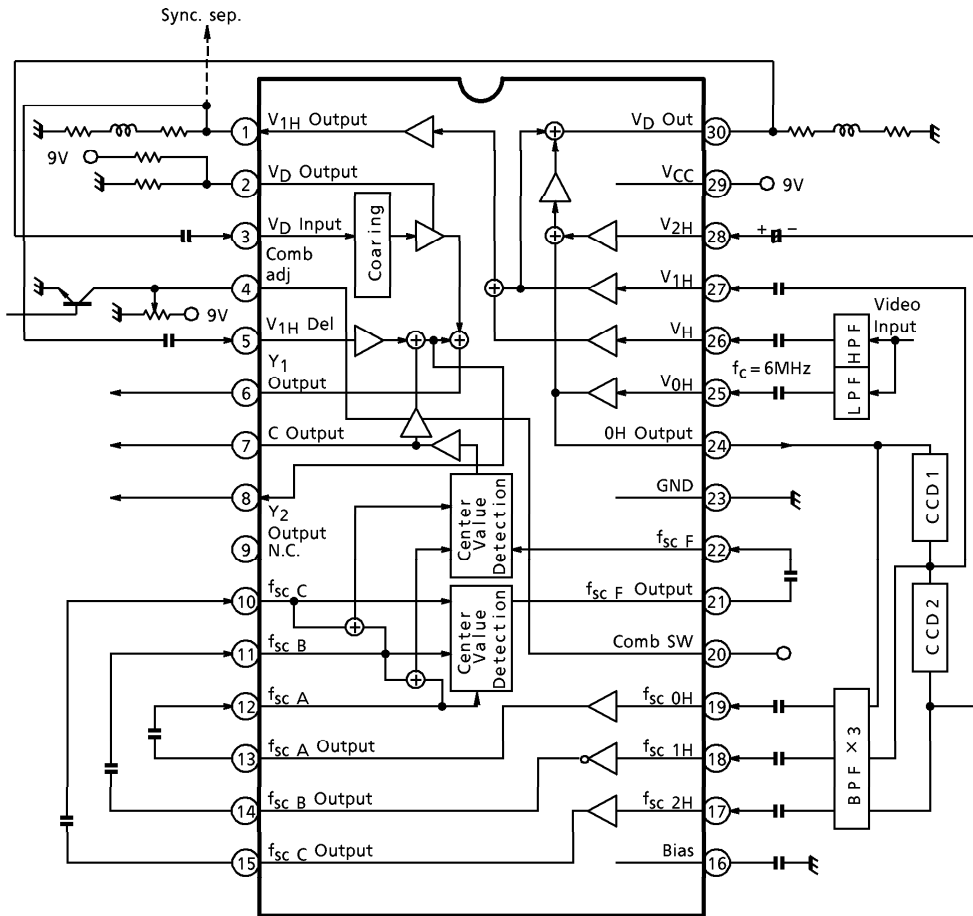 Sync. sep.
1
V1H Output
VD Out
30
9V
2
VD Output
VCC
29
9V
3
VD Input
Coaring
V2H
28
+ -
Comb
adj
4
V1H
27
9V
Video
Input
5
V1H Del
VH
26
HPF
Y1
Output
6
fc = 6MHz
V0H
25
LPF
7
C Output
0H Output
24
CCD1
8
Y2
Output
GND
23
Center
Value
Detection
9
N.C.
fsc F
22
10
fsc C
fsc F Output
21
CCD2
Center
Value
Detection
11
fsc B
Comb SW
20
12
fsc A
fsc 0H
19
13
fsc A Output
fsc 1H
18
BPF × 3
14
fsc B Output
fsc 2H
17
15
fsc C Output
Bias
16